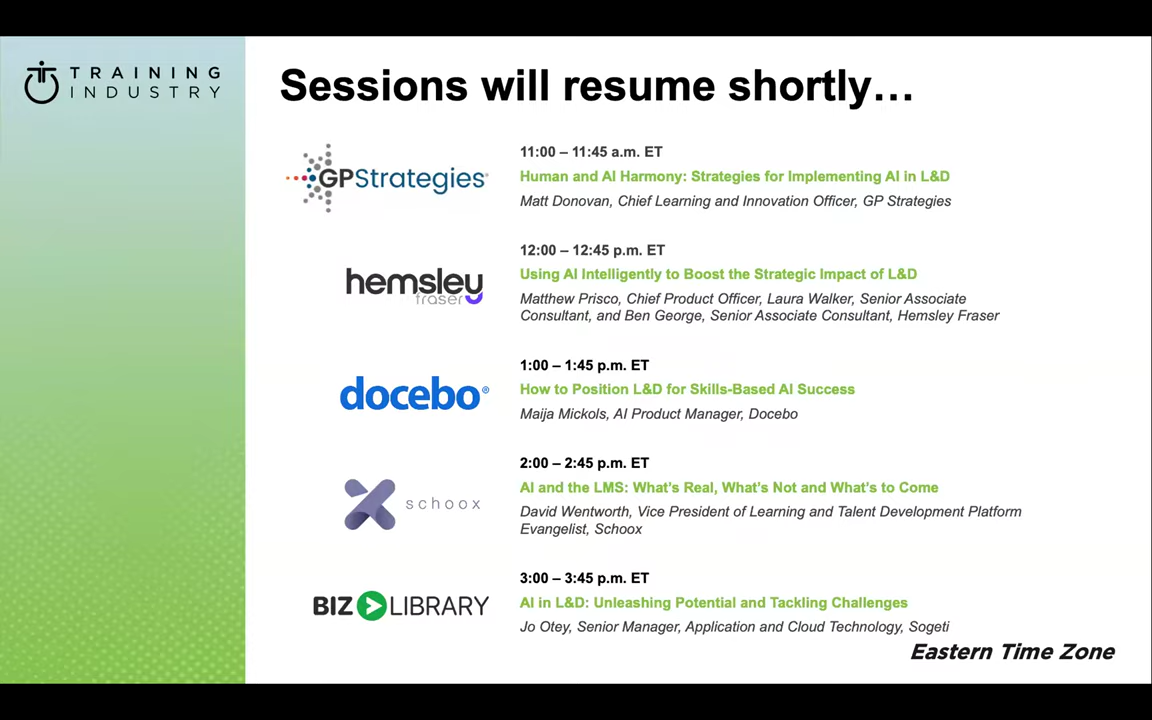 TRAINING
INDUSTRY
Sessions will resume shortly…
GPStrategies®
11:00 – 11:45 a.m. ET
Human and AI Harmony: Strategies for Implementing AI in L&D
Matt Donovan, Chief Learning and Innovation Officer, GP Strategies
hemsley
fraser
12:00 – 12:45 p.m. ET
Using AI Intelligently to Boost the Strategic Impact of L&D
Matthew Prisco, Chief Product Officer, Laura Walker, Senior Associate
Consultant, and Ben George, Senior Associate Consultant, Hemsley Fraser
docebo®
1:00 – 1:45 p.m. ET
How to Position L&D for Skills-Based AI Success
Maija Mickols, AI Product Manager, Docebo
schoox
2:00 – 2:45 p.m. ET
AI and the LMS: What's Real, What's Not and What's to Come
David Wentworth, Vice President of Learning and Talent Development Platform
Evangelist, Schoox
BIZ LIBRARY
3:00 – 3:45 p.m. ET
AI in L&D: Unleashing Potential and Tackling Challenges
Jo Otey, Senior Manager, Application and Cloud Technology, Sogeti
Eastern Time Zone